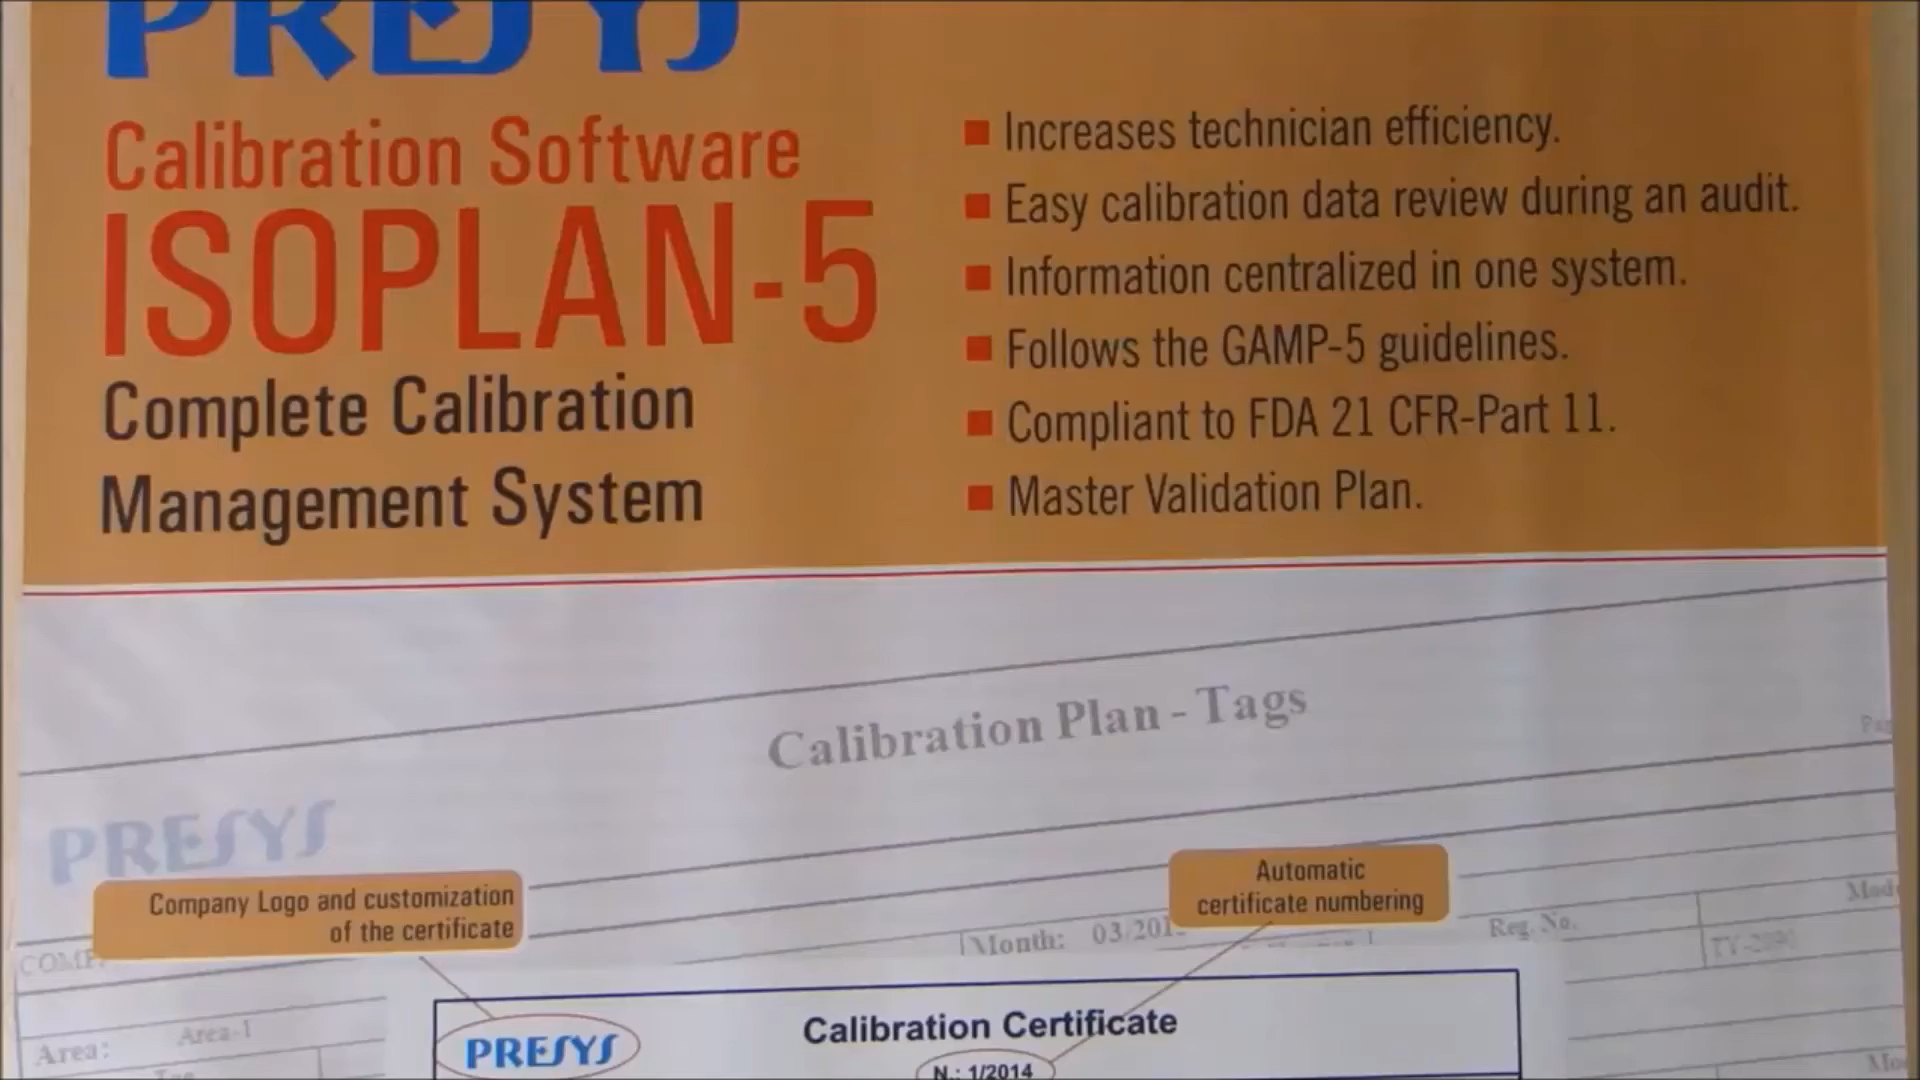 PRESYS
Calibration Software
ISOPLAN-5
Complete Calibration
Management System
■ Increases technician efficiency.
■ Easy calibration data review during an audit.
■ Information centralized in one system.
■ Follows the GAMP-5 guidelines.
■ Compliant to FDA 21 CFR-Part 11.
■ Master Validation Plan.
Calibration Plan - Tags
PRESYS
Company Logo and customization
of the certificate
Automatic
certificate numbering
Month: 03/201
Reg. No.
Area: Area-1
Calibration Certificate
PRESYS
N.: 1/2014